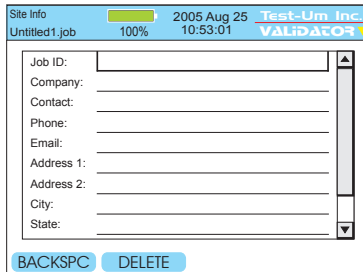 Site Info
Untitled1.job
100%
2005 Aug 25
10:53:01
Test-Um Inc.
VALIDATOR
Job ID:
Company:
Contact:
Phone:
Email:
Address 1:
Address 2:
City:
State:
BACKSPC
DELETE